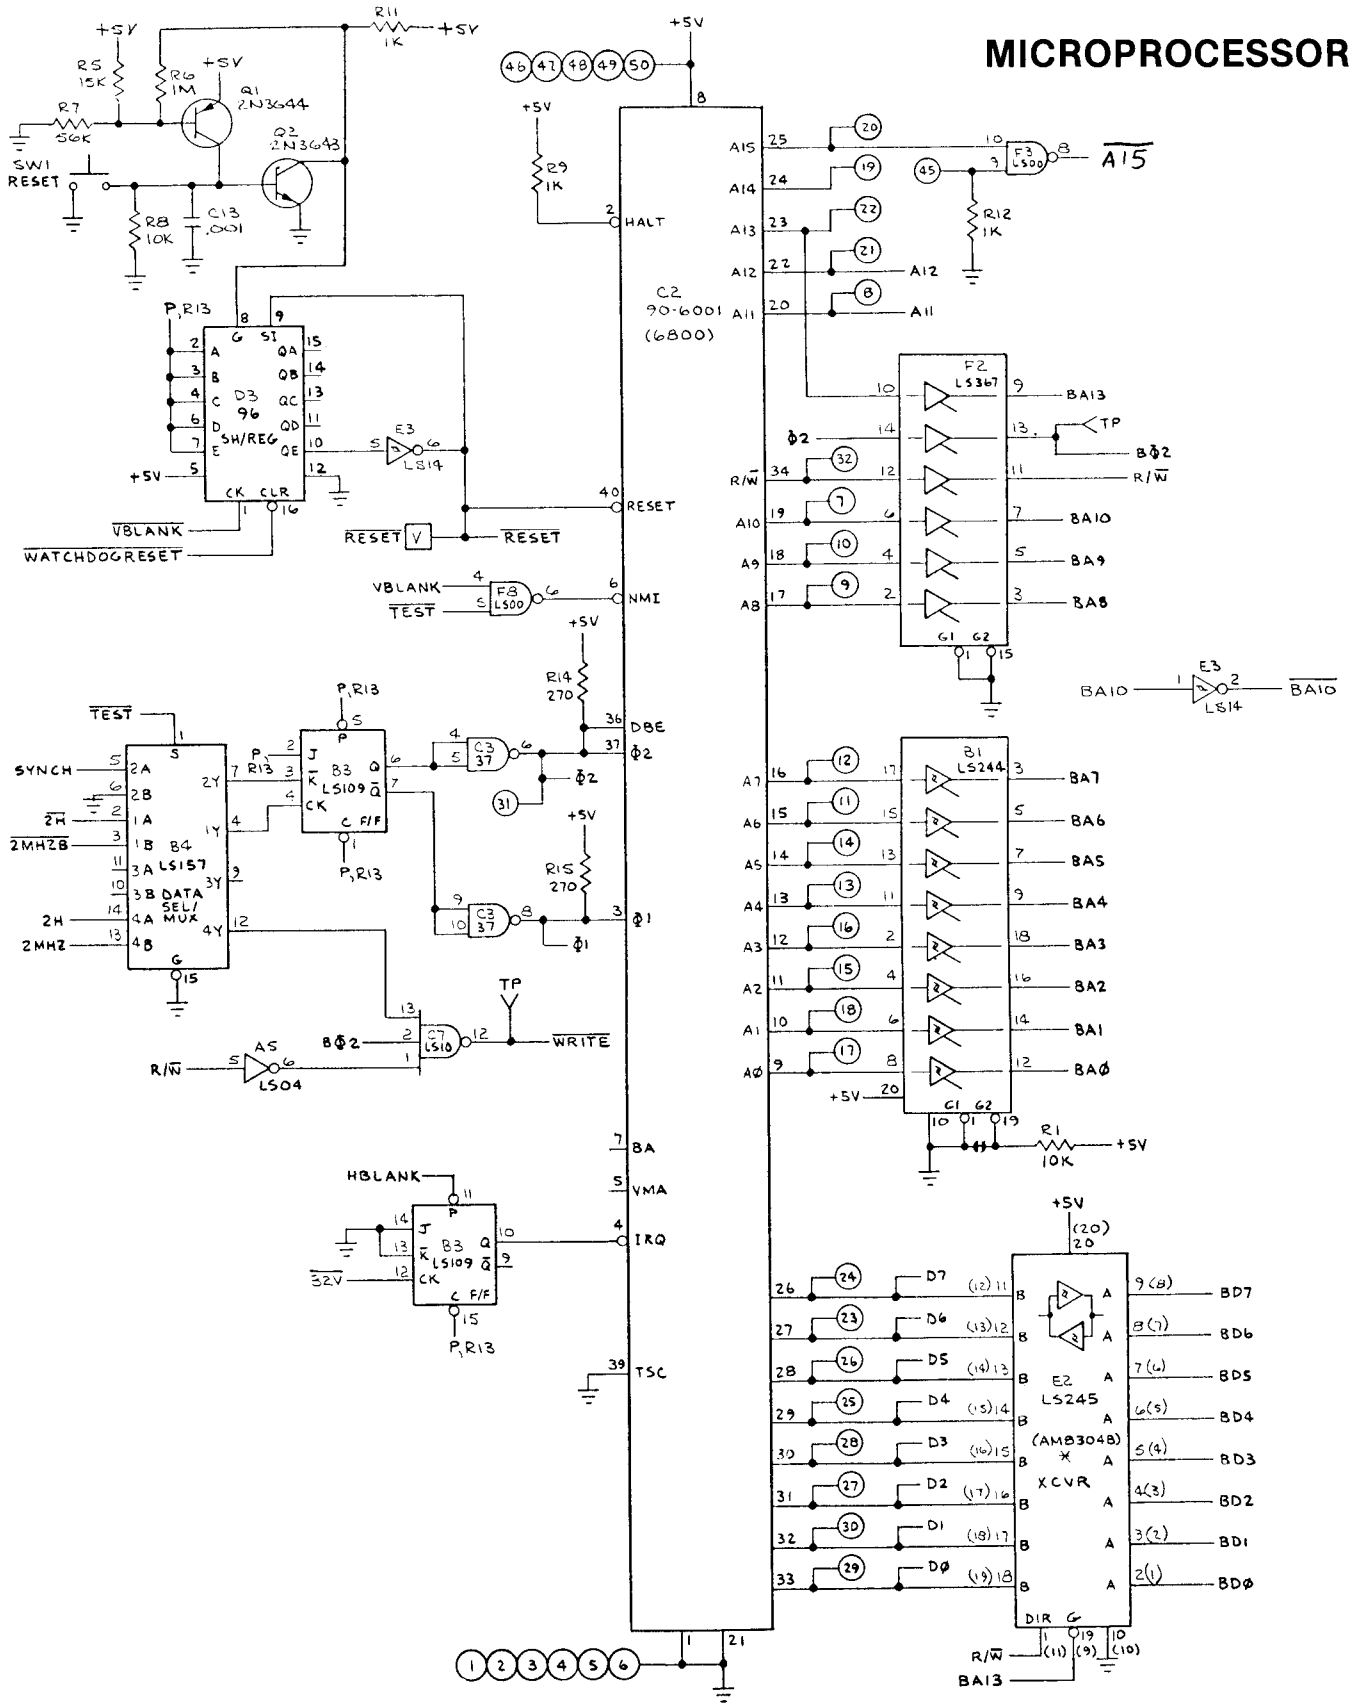 MICROPROCESSOR
+5V
R11
1K
+5V
R5
15K
R6
1M
+5V
Q1
2N3644
R7
56K
Q2
2N3643
SW1
RESET
R8
10K
C13
.001
P,R13
8
9
G
SI
2
A
QA
15
3
B
QB
14
4
C
D3
QC
13
96
6
D
QD
11
SH/REG
7
E
QE
10
+5V
5
12
CK
CLR
1
16
VBLANK
WATCHDOGRESET
5
E3
6
LS14
RESET
V
RESET
VBLANK
4
F8
LS00
6
TEST
5
46 47 48 49 50
+5V
8
+5V
R9
1K
2
HALT
C2
90-6001
(6800)
40
RESET
6
NMI
+5V
R14
270
36
DBE
37
Φ2
TEST
1
S
SYNCH
5
2A
2Y
7
6
2B
2H
2
1A
1Y
4
2MHZB
3
1B
B4
LS157
11
3A
3Y
9
10
3B
DATA
SEL/
MUX
2H
14
4A
4Y
12
2MHZ
13
4B
G
15
P,R13
5
P
P,
R13
2
J
3
K
B3
Q
6
LS109
Q
7
4
CK
C
F/F
1
P,R13
4
5
C3
37
6
Φ2
31
+5V
R15
270
9
10
C3
37
8
3
Φ1
Φ1
TP
13
BΦ2
2
C7
LS10
12
WRITE
1
R/W
5
A5
6
LS04
7
BA
5
VMA
HBLANK
11
P
14
J
13
K
B3
Q
10
LS109
Q
9
32V
12
CK
C
F/F
15
P,R13
4
IRQ
39
TSC
1 2 3 4 5 6
1
21
A15
25
20
10
F3
LS00
8
A15
45
9
R12
1K
A14
24
19
A13
23
22
A12
22
21
A12
A11
20
8
A11
F2
LS367
10
9
BA13
Φ2
14
13
TP
BΦ2
R/W
34
32
12
11
R/W
A10
19
7
6
7
BA10
A9
18
10
4
5
BA9
A8
17
9
2
3
BA8
G1
G2
1
15
BA10
1
E3
2
BA10
LS14
B1
LS244
A7
16
12
17
3
BA7
A6
15
11
15
5
BA6
A5
14
14
13
7
BA5
A4
13
13
11
9
BA4
A3
12
16
2
18
BA3
A2
11
15
4
16
BA2
A1
10
18
6
14
BA1
AØ
9
17
8
12
BAØ
+5V
20
G1
G2
10
1
19
R1
10K
+5V
+5V
(20)
20
26
24
D7
(12)11
B
A
9(8)
BD7
27
23
D6
(13)12
B
A
8(7)
BD6
28
26
D5
(14)13
B
A
7(6)
BD5
E2
LS245
29
25
D4
(15)14
B
A
6(5)
BD4
(AM8304B)
*
30
28
D3
(16)15
B
A
5(4)
BD3
XCVR
31
27
D2
(17)16
B
A
4(3)
BD2
32
30
D1
(18)17
B
A
3(2)
BD1
33
29
DØ
(19)18
B
A
2(1)
BDØ
DIR
G
1
19
10
R/W
(11)
(9)
(10)
BA13